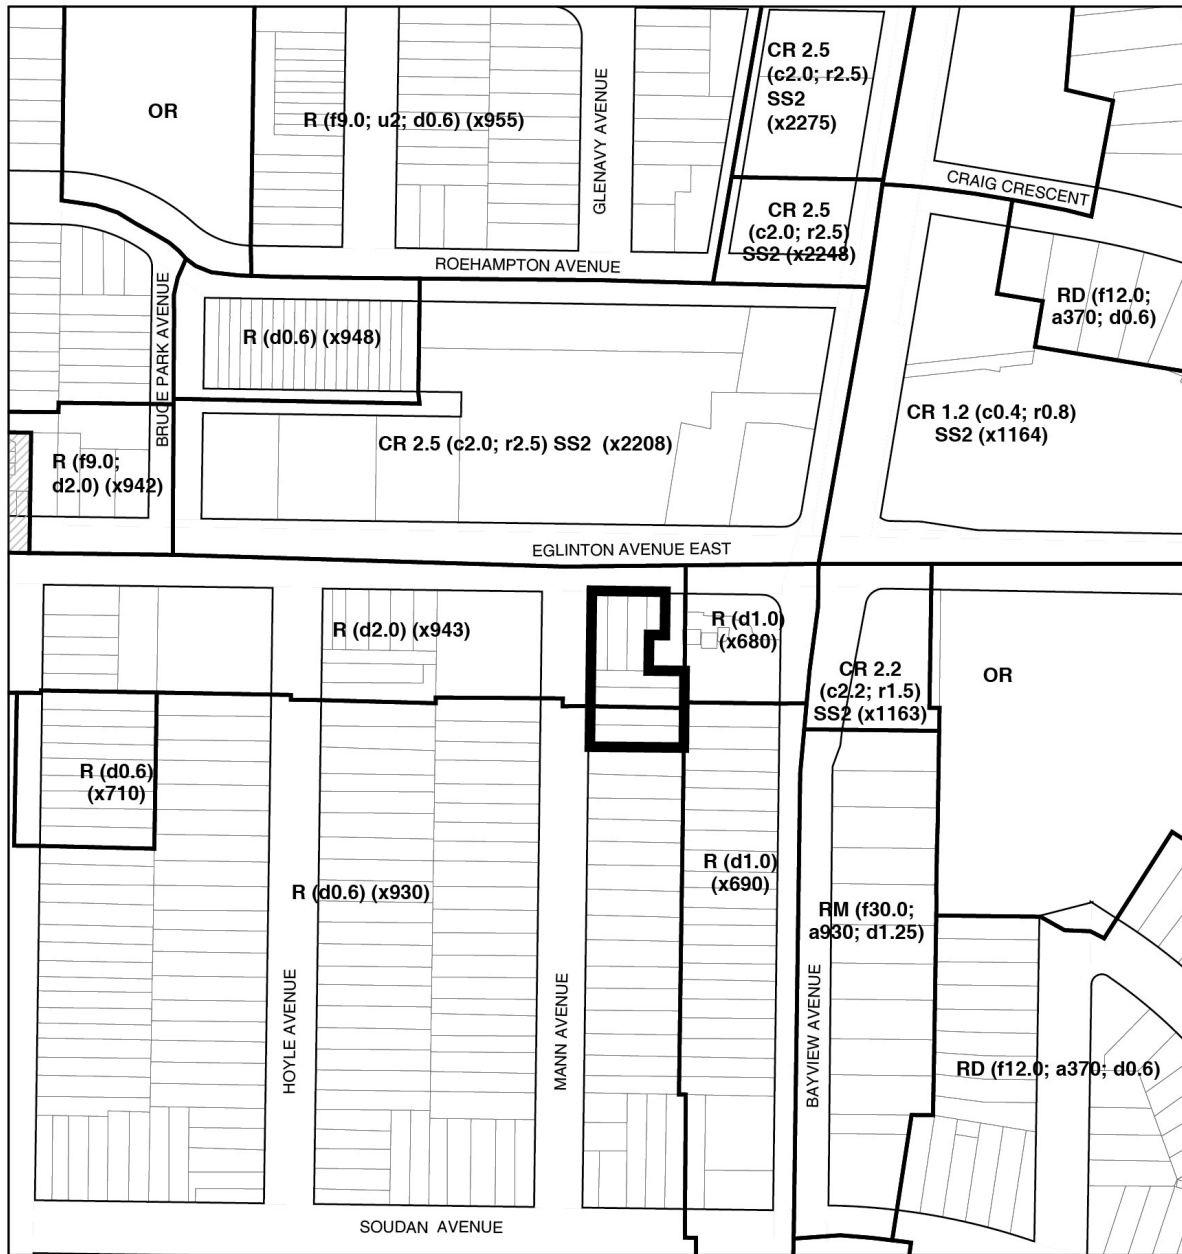 CR 2.5
(c2.0; r2.5)
SS2
(x2275)
OR
R (f9.0; u2; d0.6) (x955)
GLENAVY AVENUE
CRAIG CRESCENT
CR 2.5
(c2.0; r2.5)
SS2 (x2248)
ROEHAMPTON AVENUE
RD (f12.0;
a370; d0.6)
BRUCE PARK AVENUE
R (d0.6) (x948)
CR 1.2 (c0.4; r0.8)
SS2 (x1164)
CR 2.5 (c2.0; r2.5) SS2 (x2208)
R (f9.0;
d2.0) (x942)
EGLINTON AVENUE EAST
R (d2.0) (x943)
R (d1.0)
(x680)
CR 2.2
(c2.2; r1.5)
SS2 (x1163)
OR
R (d0.6)
(x710)
R (d0.6) (x930)
R (d1.0)
(x690)
RM (f30.0;
a930; d1.25)
HOYLE AVENUE
MANN AVENUE
BAYVIEW AVENUE
RD (f12.0; a370; d0.6)
SOUDAN AVENUE